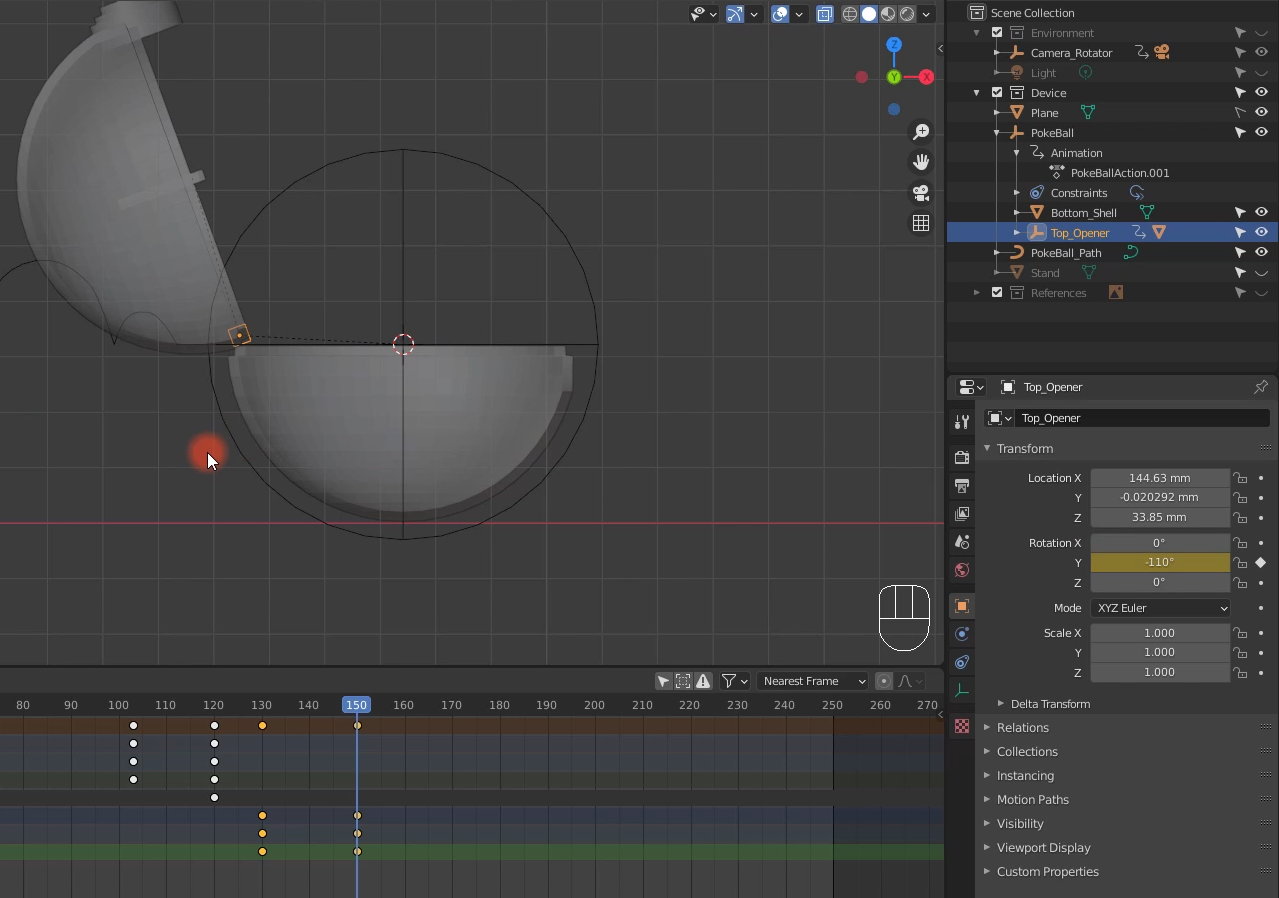 Scene Collection
Environment
Camera_Rotator
Light
Device
Plane
PokeBall
Animation
PokeBallAction.001
Constraints
Bottom_Shell
Top_Opener
PokeBall_Path
Stand
References
Z
Y
X
Top_Opener
Top_Opener
Transform
Location X 144.63 mm
Y -0.020292 mm
Z 33.85 mm
Rotation X 0°
Y -110°
Z 0°
Mode XYZ Euler
Scale X 1.000
Y 1.000
Z 1.000
Delta Transform
Relations
Collections
Instancing
Motion Paths
Visibility
Viewport Display
Custom Properties
Nearest Frame
80 90 100 110 120 130 140 150 160 170 180 190 200 210 220 230 240 250 260 270